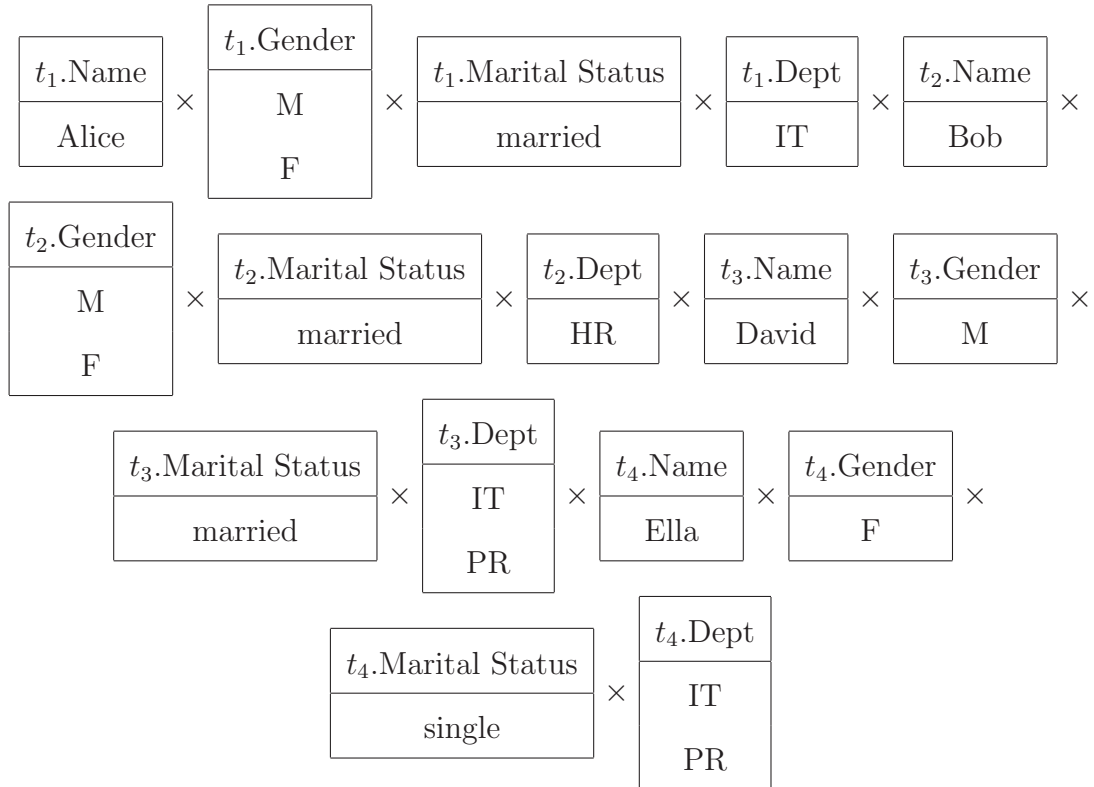 t₁.Name × t₁.Gender × t₁.Marital Status × t₁.Dept × t₂.Name ×
Alice M married IT Bob
F
t₂.Gender × t₂.Marital Status × t₂.Dept × t₃.Name × t₃.Gender ×
M married HR David M
F
t₃.Marital Status × t₃.Dept × t₄.Name × t₄.Gender ×
married IT Ella F
PR
t₄.Marital Status × t₄.Dept
single IT
PR